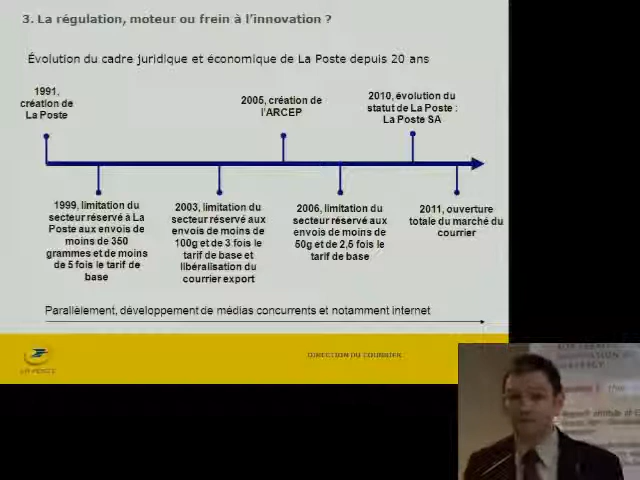 3. La régulation, moteur ou frein à l'innovation ?
Évolution du cadre juridique et économique de La Poste depuis 20 ans
1991,
création de
La Poste
2005, création de
l'ARCEP
2010, évolution du
statut de La Poste :
La Poste SA
1999, limitation du
secteur réservé à La
Poste aux envois de
moins de 350
grammes et de moins
de 5 fois le tarif de
base
2003, limitation du
secteur réservé aux
envois de moins de
100g et de 3 fois le
tarif de base et
libéralisation du
courrier export
2006, limitation du
secteur réservé aux
envois de moins de
50g et de 2,5 fois le
tarif de base
2011, ouverture
totale du marché du
courrier
Parallèlement, développement de médias concurrents et notamment internet
LA POSTE
DIRECTION DU COURRIER